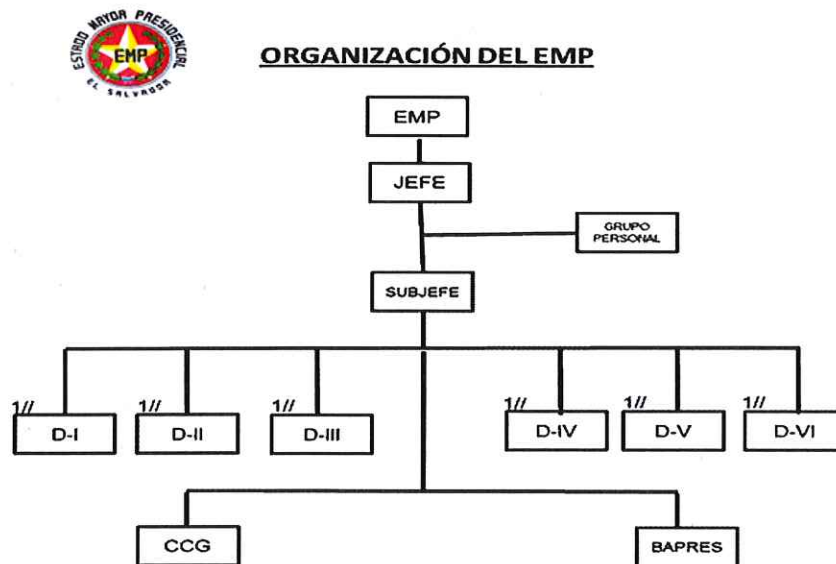 ESTADO MAYOR PRESIDENCIAL
EMP
EL SALVADOR
ORGANIZACIÓN DEL EMP
EMP
JEFE
GRUPO
PERSONAL
SUBJEFE
1// 1// 1// 1// 1// 1//
D-I D-II D-III D-IV D-V D-VI
CCG BAPRES